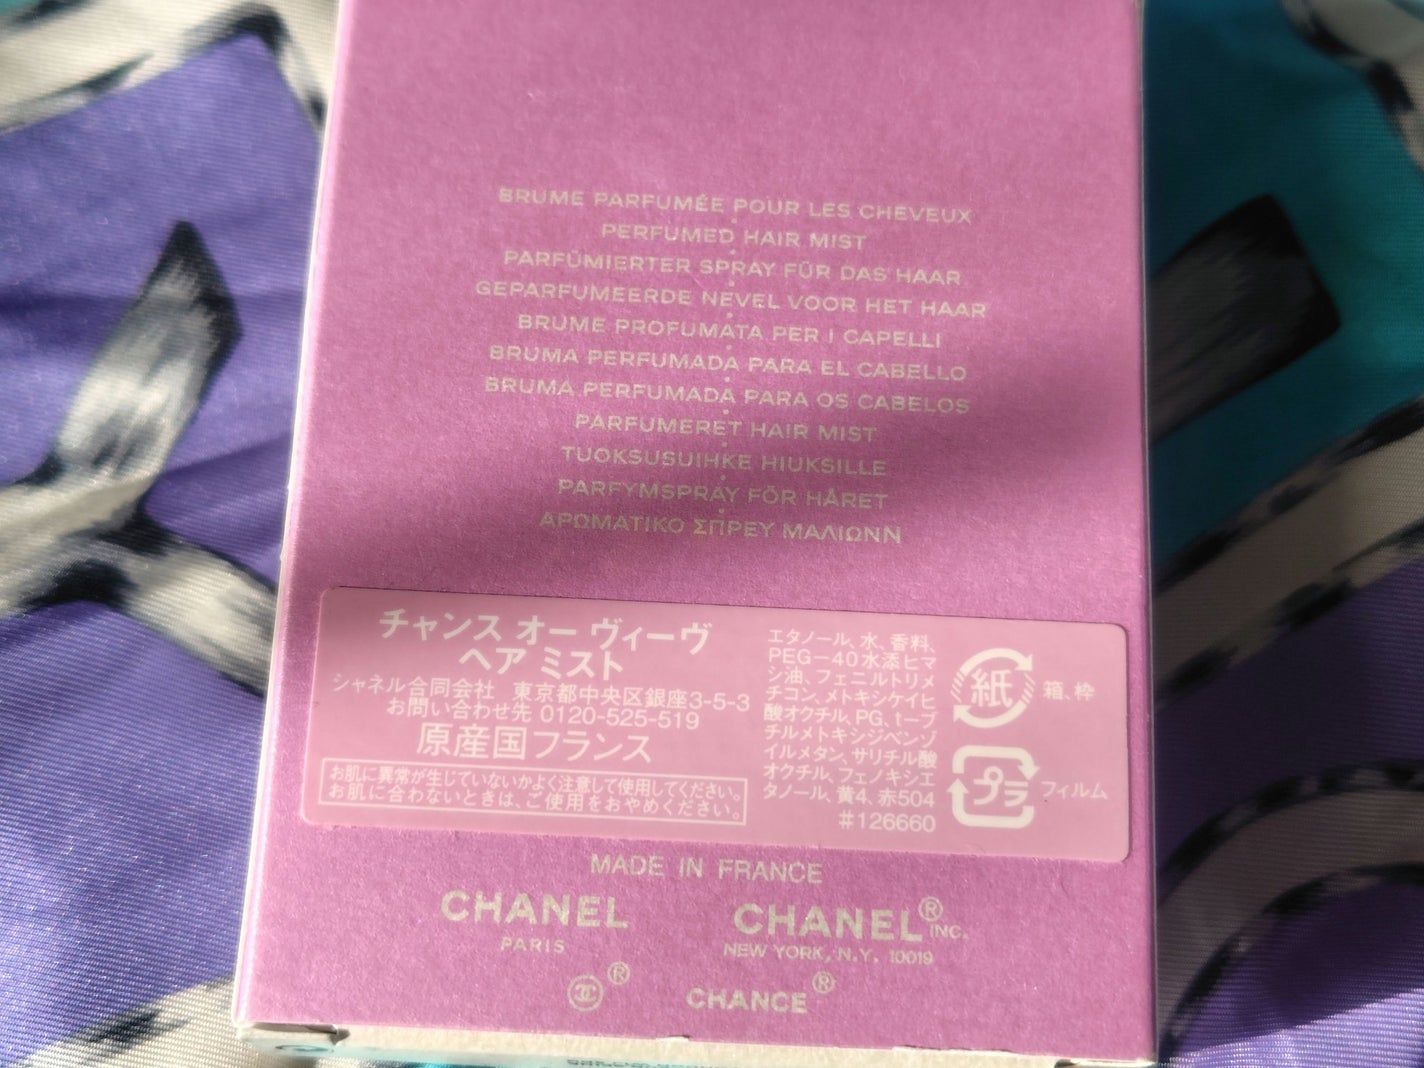 BRUME PARFUMÉE POUR LES CHEVEUX
PERFUMED HAIR MIST
PARFÜMIERTER SPRAY FÜR DAS HAAR
GEPARFUMEERDE NEVEL VOOR HET HAAR
BRUME PROFUMATA PER I CAPELLI
BRUMA PERFUMADA PARA EL CABELLO
BRUMA PERFUMADA PARA OS CABELOS
PARFUMERET HAIR MIST
TUOKSUSUIHKE HIUKSILLE
PARFYMSPRAY FÖR HÅRET
ΑΡΩΜΑΤΙΚΟ ΣΠΡΕΥ ΜΑΛΙΩΝΝ
チャンス オー ヴィーヴ
ヘア ミスト
シャネル合同会社 東京都中央区銀座3-5-3
お問い合わせ先 0120-525-519
原産国フランス
お肌に異常が生じていないかよく注意して使用してください。
お肌に合わないときは、ご使用をおやめください。
エタノール、水、香料、
PEG－40水添ヒマ
シ油、フェニルトリメ
チコン、メトキシケイヒ
酸オクチル、PG、t－ブ
チルメトキシジベンゾ
イルメタン、サリチル酸
オクチル、フェノキシエ
タノール、黄4、赤504
#126660
紙 箱、枠
プラ フィルム
MADE IN FRANCE
CHANEL
PARIS
CHANEL® INC.
NEW YORK, N.Y. 10019
®
CHANCE®